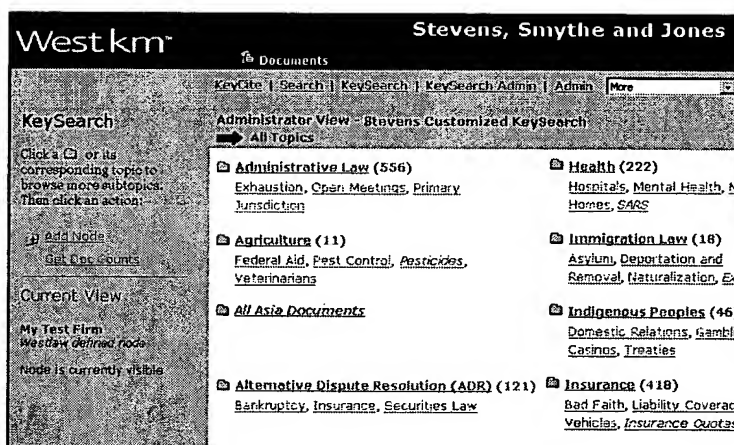 West km™
Stevens, Smythe and Jones
Documents
KeyCite | Search | KeySearch | KeySearch Admin | Admin More
KeySearch
Click a or its
corresponding topic to
browse more subtopics.
Then click an action:
Add Node
Get Doc Counts
Current View
My Test Firm
Westlaw defined node
Node is currently visible
Administrator View - Stevens Customized KeySearch
All Topics
Administrative Law (556)
Exhaustion, Open Meetings, Primary
Jurisdiction
Agriculture (11)
Federal Aid, Pest Control, Pesticides,
Veterinarians
All Asia Documents
Alternative Dispute Resolution (ADR) (121)
Bankruptcy, Insurance, Securities Law
Health (222)
Hospitals, Mental Health,
Homes, SARS
Immigration Law (18)
Asylum, Deportation and
Removal, Naturalization,
Indigenous Peoples (46
Domestic Relations,
Casinos, Treaties
Insurance (418)
Bad Faith, Liability
Vehicles, Insurance Quotas